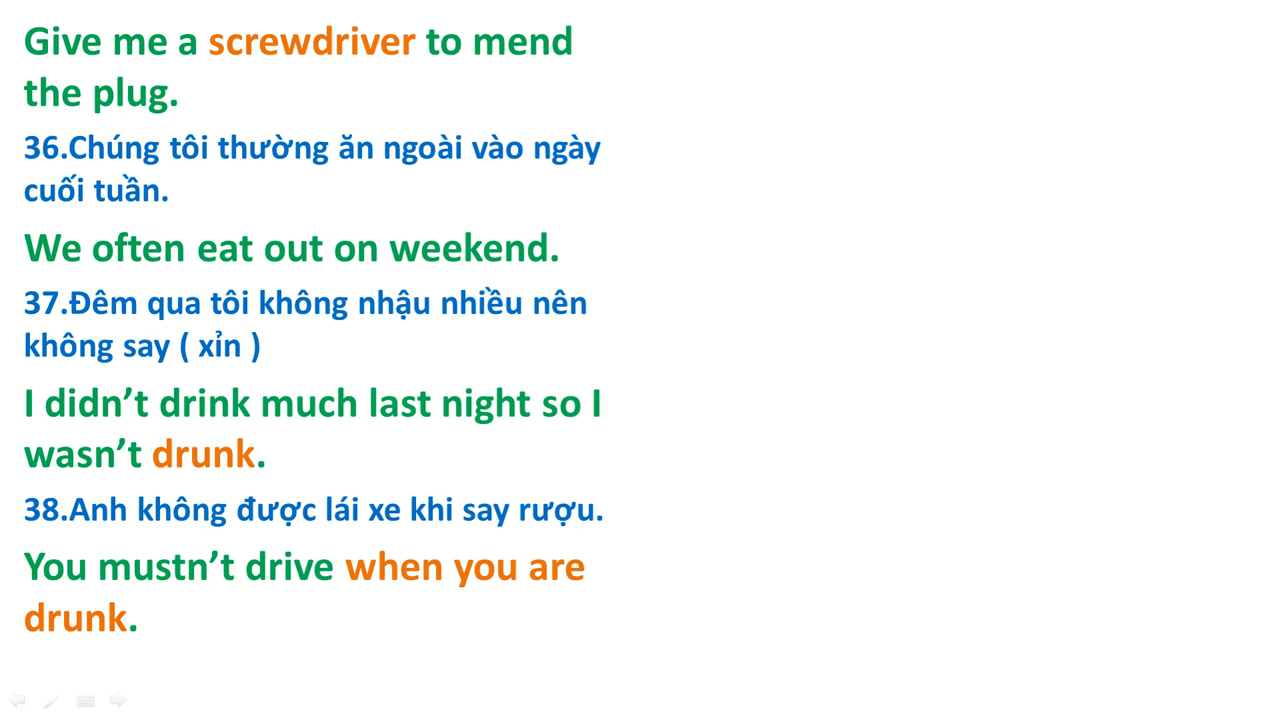 Give me a screwdriver to mend
the plug.
36.Chúng tôi thường ăn ngoài vào ngày
cuối tuần.
We often eat out on weekend.
37.Đêm qua tôi không nhậu nhiều nên
không say ( xỉn )
I didn’t drink much last night so I
wasn’t drunk.
38.Anh không được lái xe khi say rượu.
You mustn’t drive when you are
drunk.